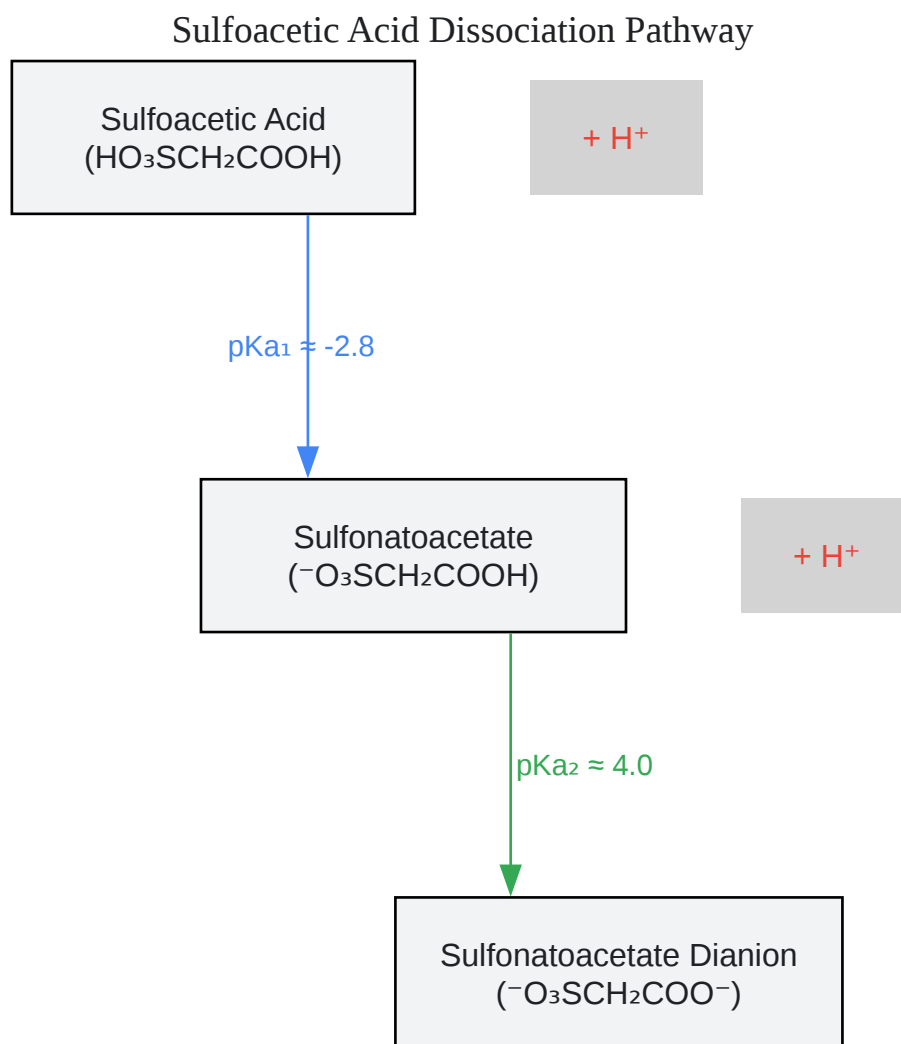 Sulfoacetic Acid Dissociation Pathway
Sulfoacetic Acid
(HO₃SCH₂COOH)
+ H⁺
pKa₁ ≈ -2.8
Sulfonatoacetate
(⁻O₃SCH₂COOH)
+ H⁺
pKa₂ ≈ 4.0
Sulfonatoacetate Dianion
(⁻O₃SCH₂COO⁻)